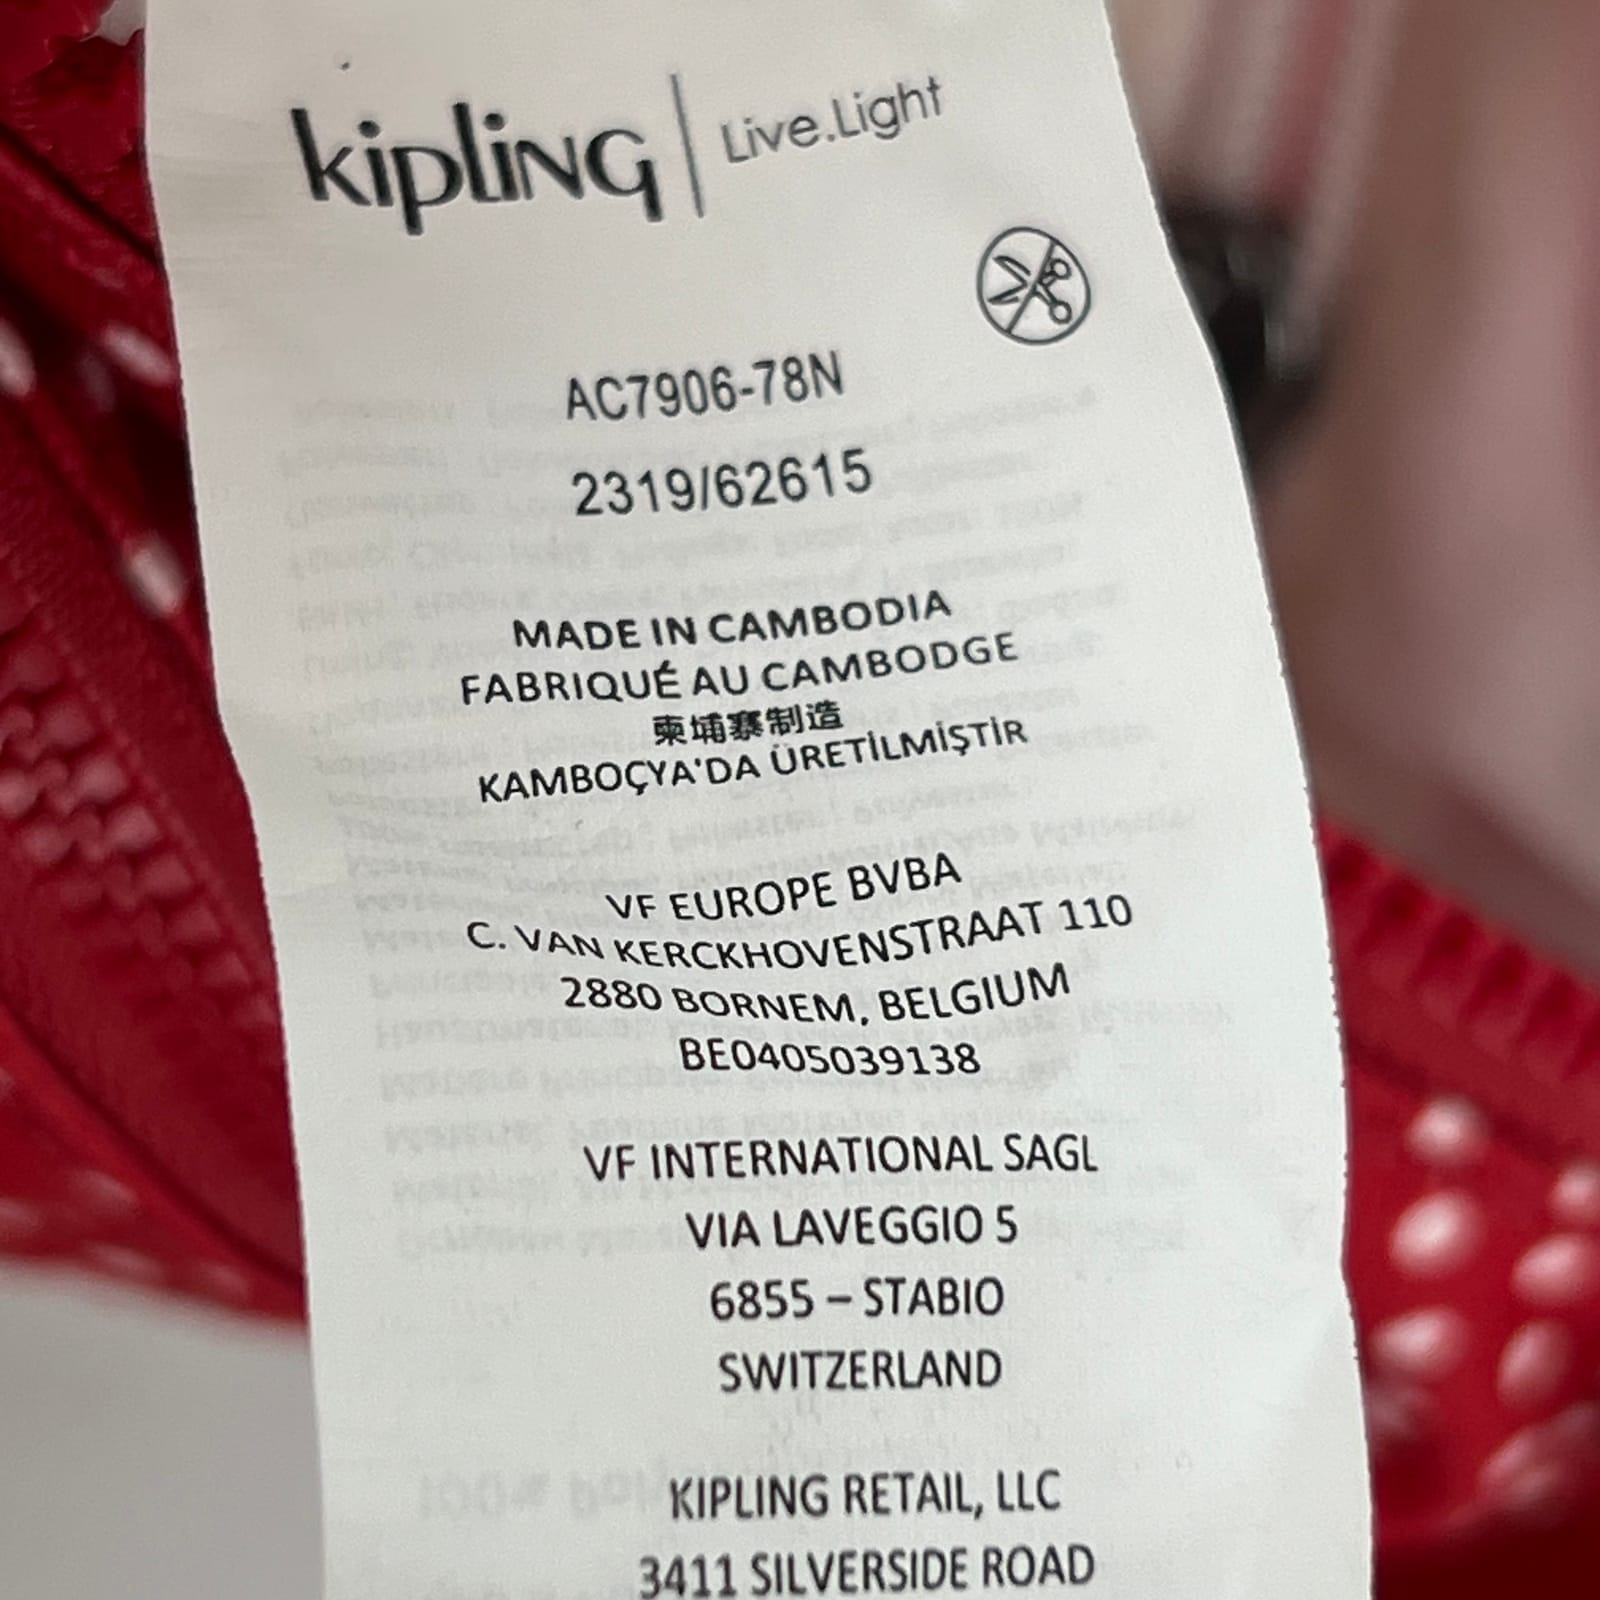 kipling | Live.Light
AC7906-78N
2319/62615
MADE IN CAMBODIA
FABRIQUÉ AU CAMBODGE
柬埔寨制造
KAMBOÇYA'DA ÜRETİLMİŞTİR
VF EUROPE BVBA
C. VAN KERCKHOVENSTRAAT 110
2880 BORNEM, BELGIUM
BE0405039138
VF INTERNATIONAL SAGL
VIA LAVEGGIO 5
6855 – STABIO
SWITZERLAND
KIPLING RETAIL, LLC
3411 SILVERSIDE ROAD